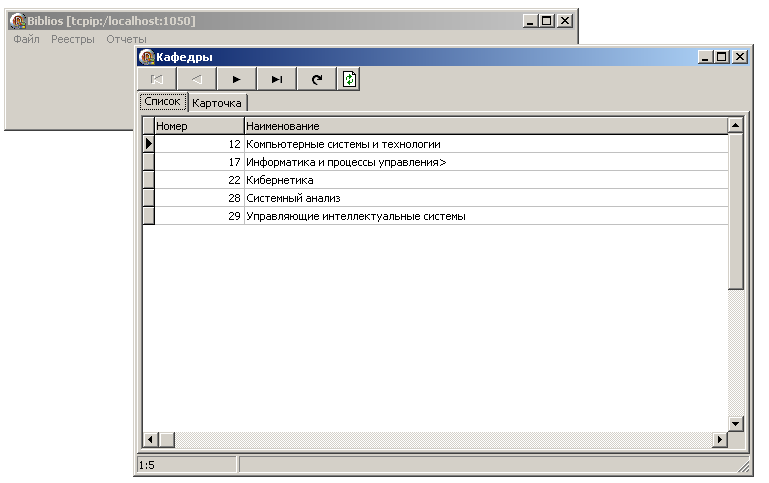 Biblios [tcpip:/localhost:1050]
Файл Реестры Отчеты
Кафедры
Список Карточка
Номер Наименование
12 Компьютерные системы и технологии
17 Информатика и процессы управления>
22 Кибернетика
28 Системный анализ
29 Управляющие интеллектуальные системы
1:5